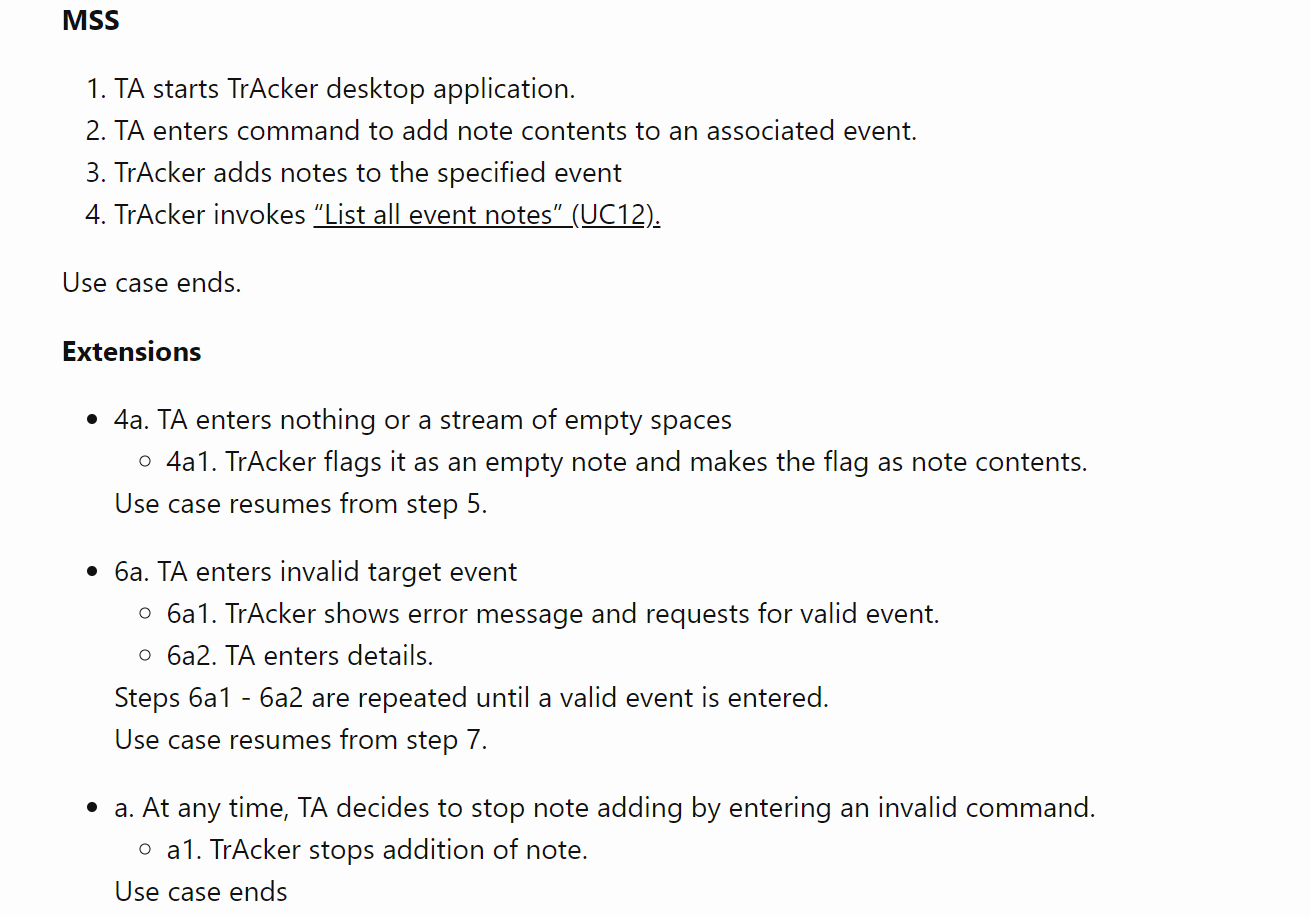 MSS
1. TA starts TrAcker desktop application.
2. TA enters command to add note contents to an associated event.
3. TrAcker adds notes to the specified event
4. TrAcker invokes “List all event notes” (UC12).
Use case ends.
Extensions
• 4a. TA enters nothing or a stream of empty spaces
○ 4a1. TrAcker flags it as an empty note and makes the flag as note contents.
Use case resumes from step 5.
• 6a. TA enters invalid target event
○ 6a1. TrAcker shows error message and requests for valid event.
○ 6a2. TA enters details.
Steps 6a1 - 6a2 are repeated until a valid event is entered.
Use case resumes from step 7.
• a. At any time, TA decides to stop note adding by entering an invalid command.
○ a1. TrAcker stops addition of note.
Use case ends